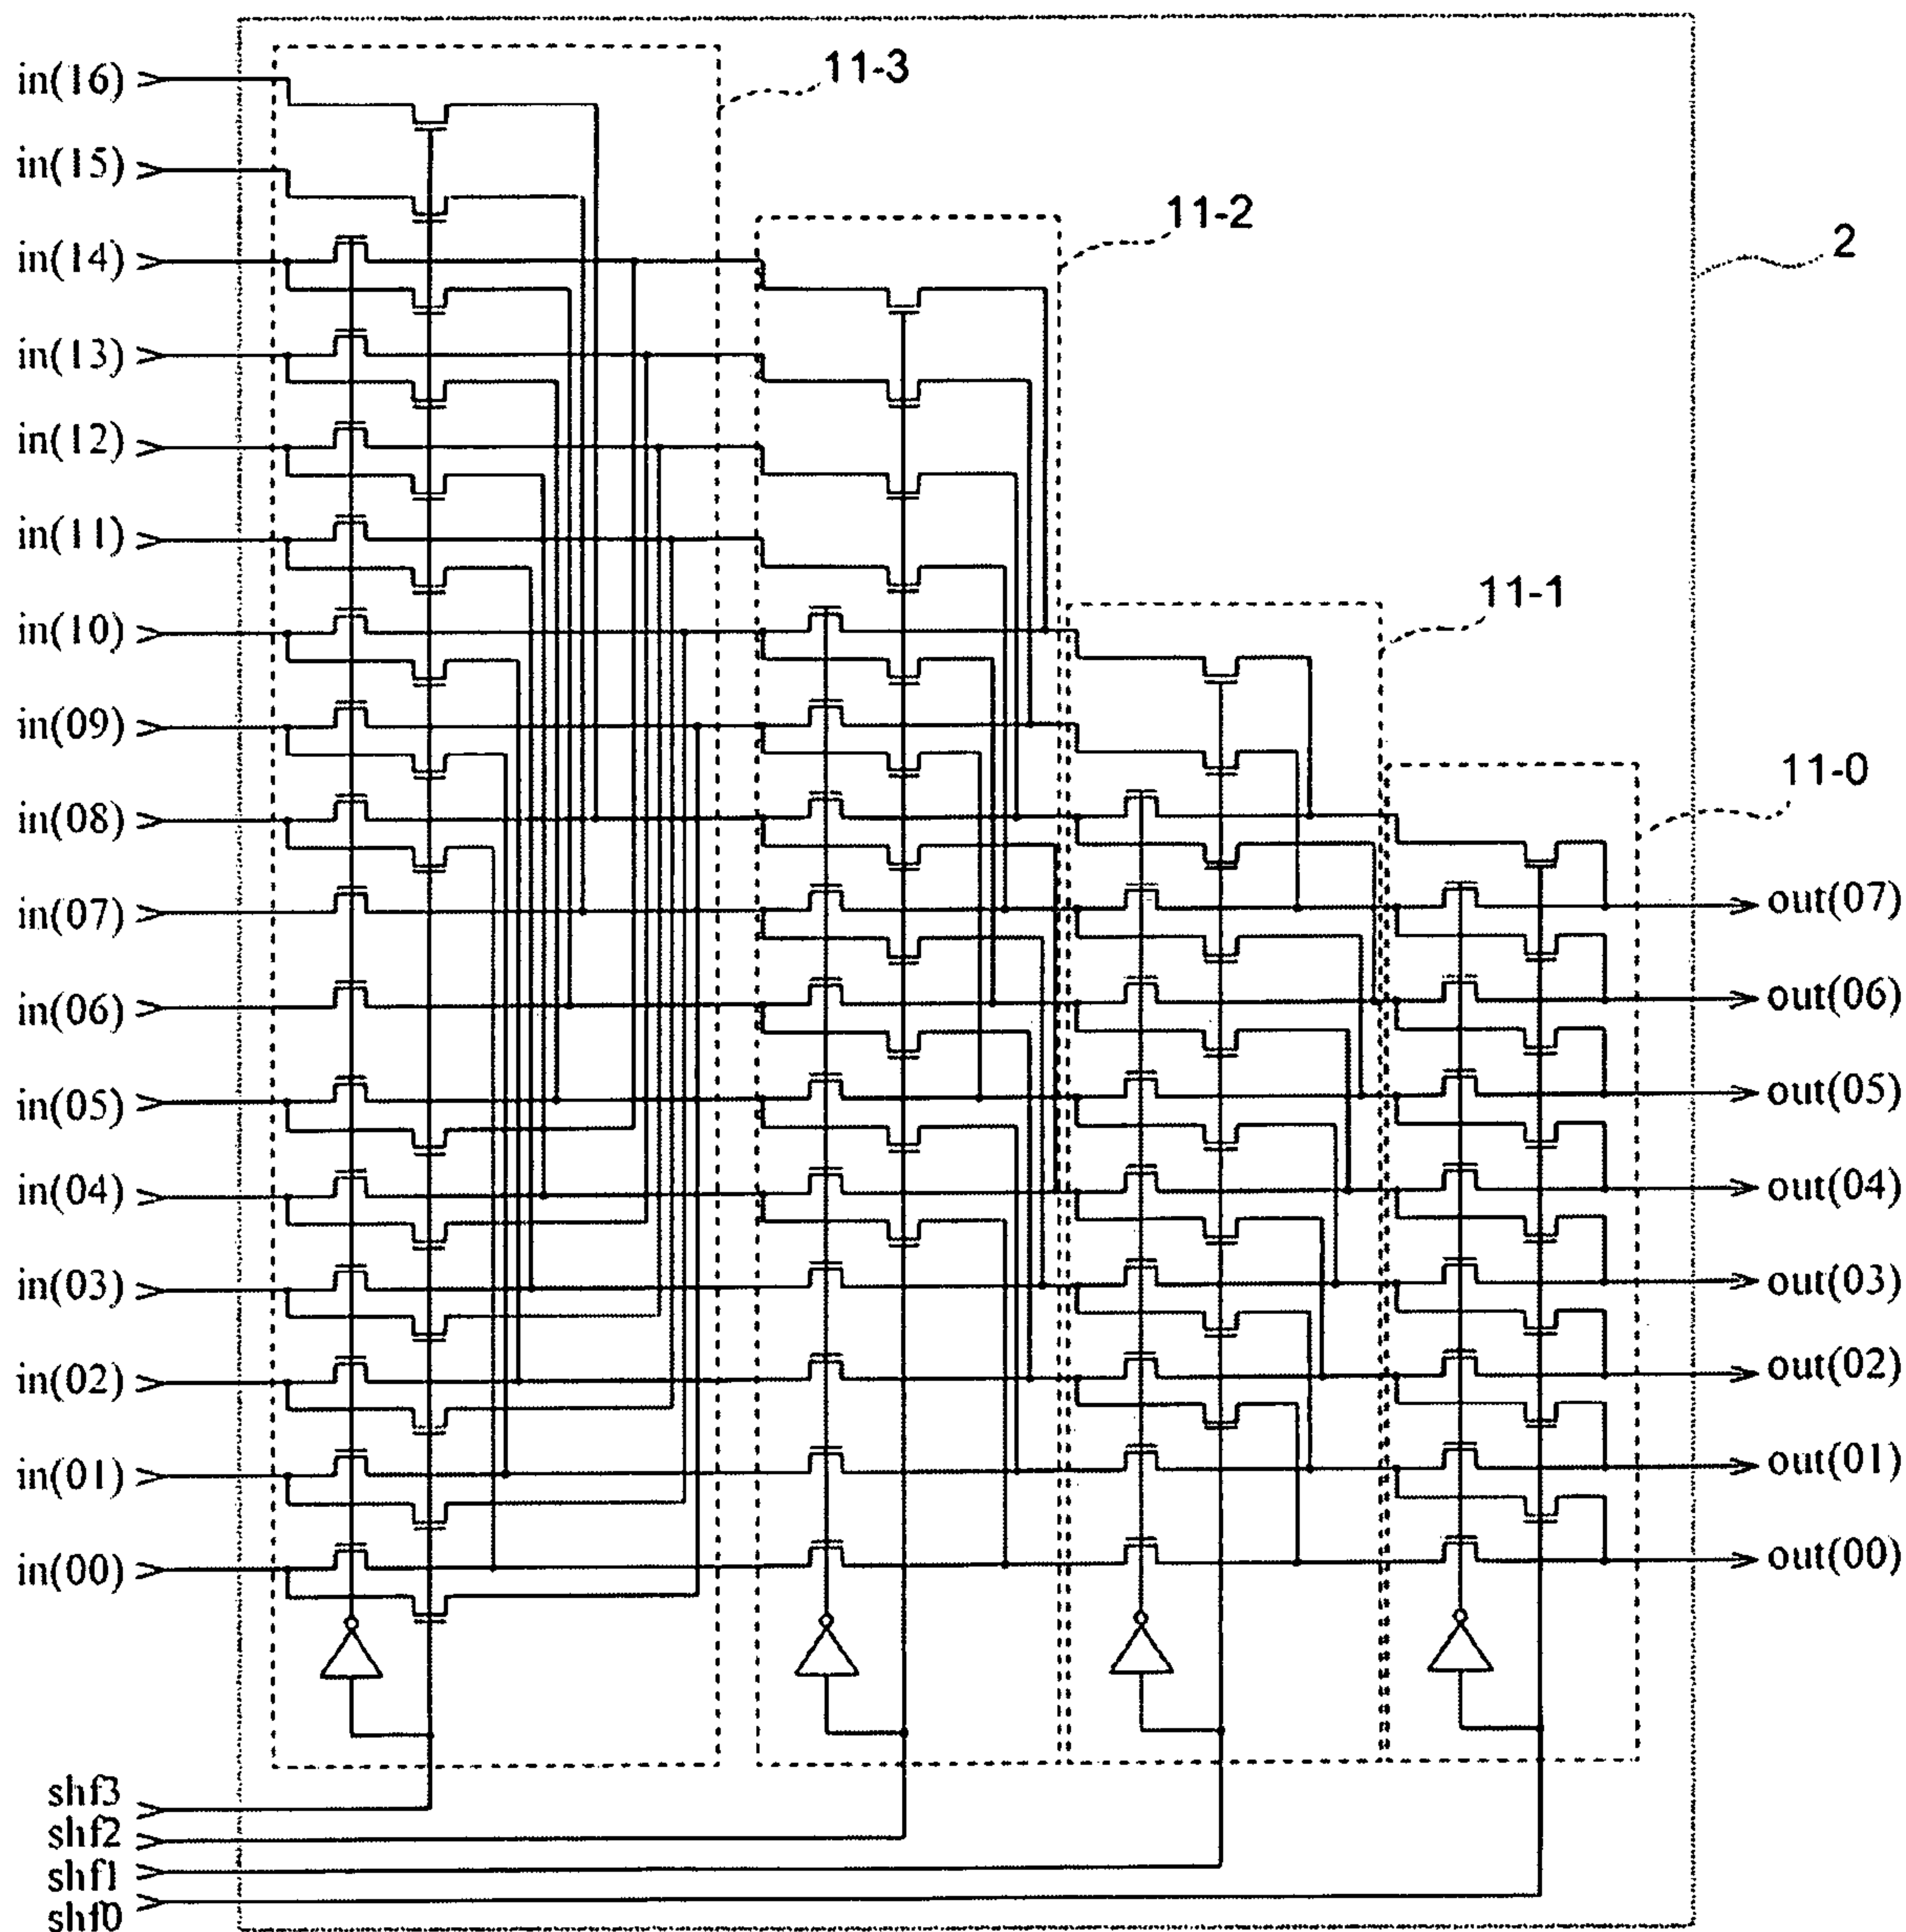 in(16)
11-3
in(15)
11-2
2
in(14)
in(13)
in(12)
in(11)
11-1
in(10)
in(09)
11-0
in(08)
in(07)
out(07)
in(06)
out(06)
in(05)
out(05)
in(04)
out(04)
in(03)
out(03)
in(02)
out(02)
in(01)
out(01)
in(00)
out(00)
shf3
shf2
shf1
shf0